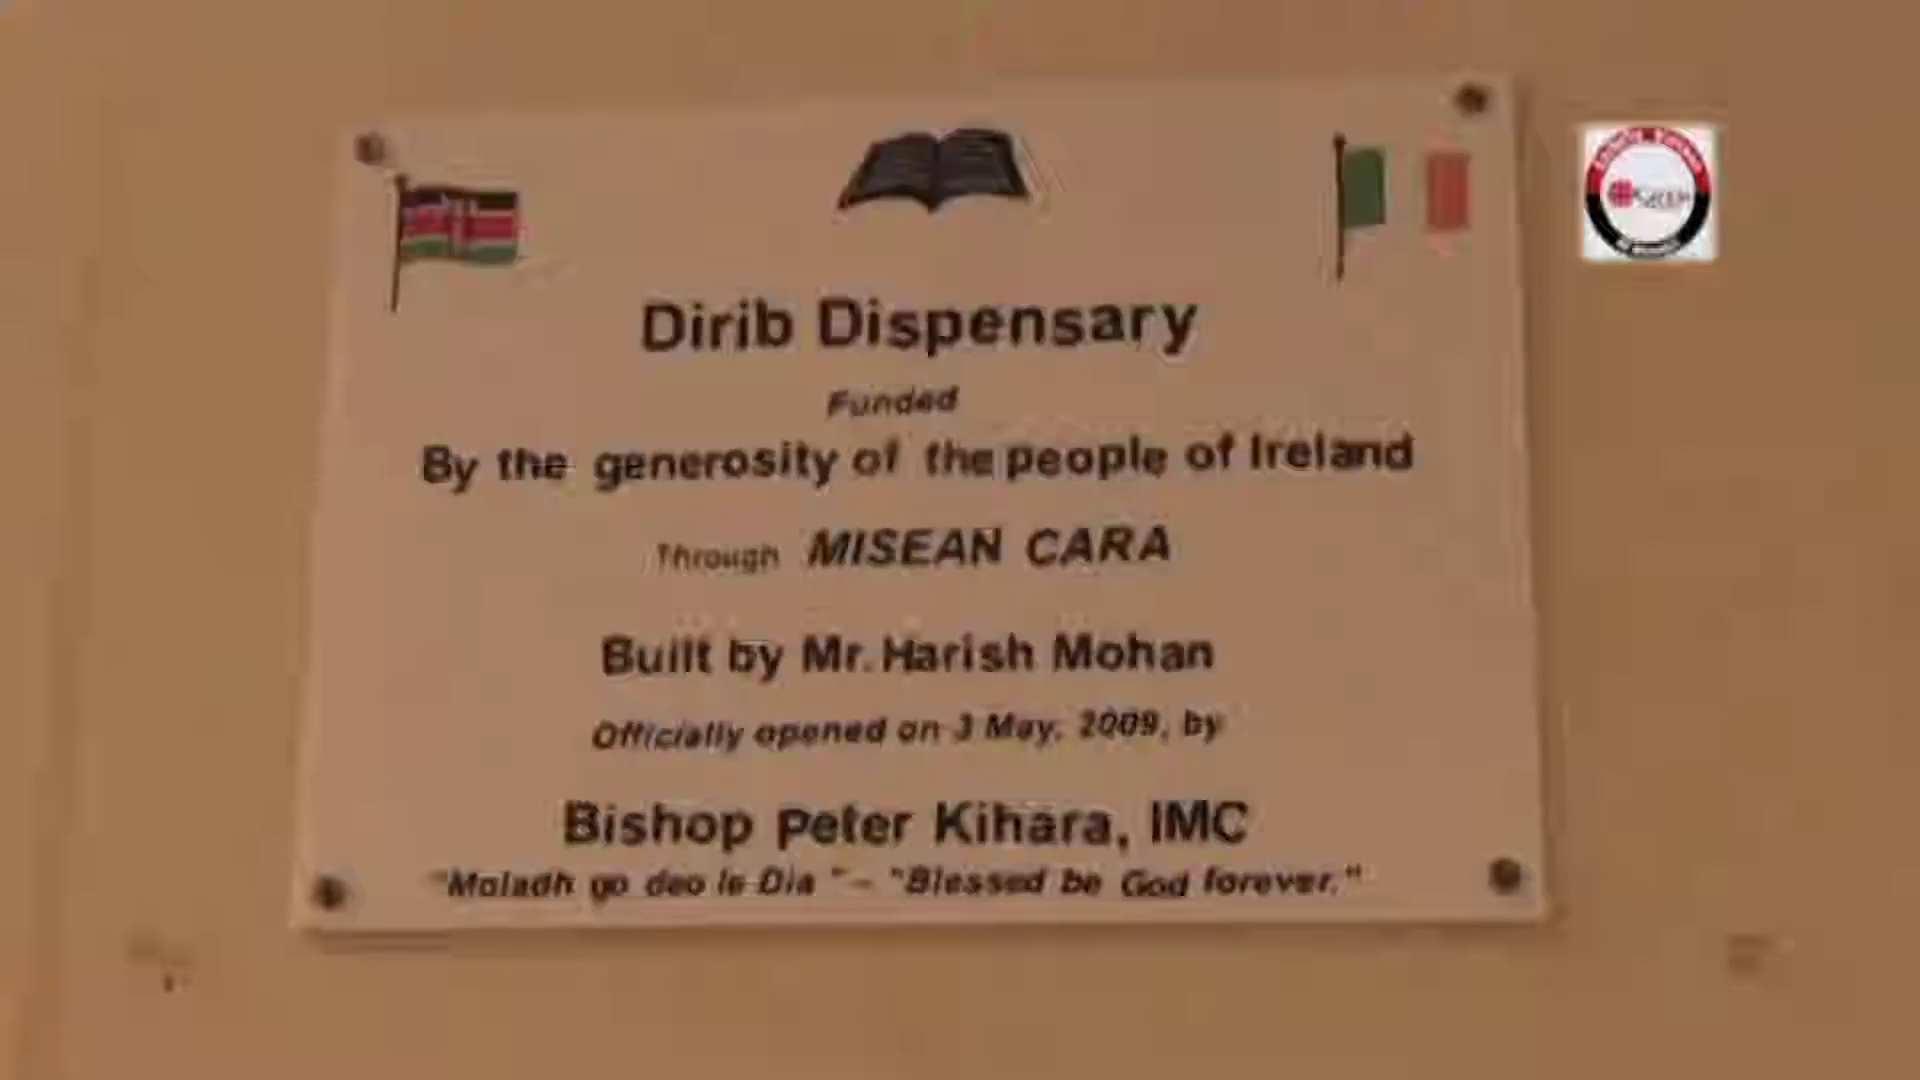 Dirib Dispensary
Funded
By the generosity of the people of Ireland
Through MISEAN CARA
Built by Mr. Harish Mohan
Officially opened on 3 May, 2009, by
Bishop Peter Kihara, IMC
"Moladh go deo le Dia" – "Blessed be God forever."